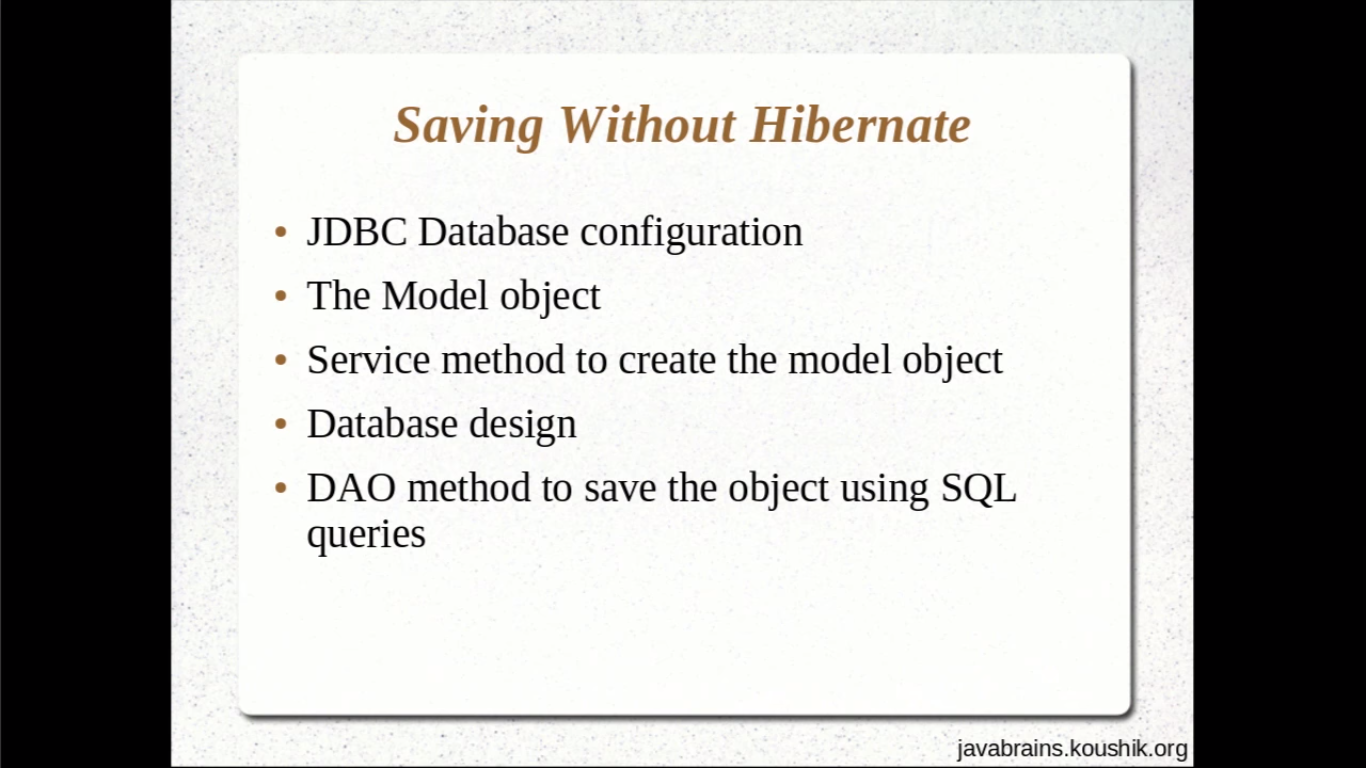 Saving Without Hibernate
• JDBC Database configuration
• The Model object
• Service method to create the model object
• Database design
• DAO method to save the object using SQL
queries
javabrains.koushik.org